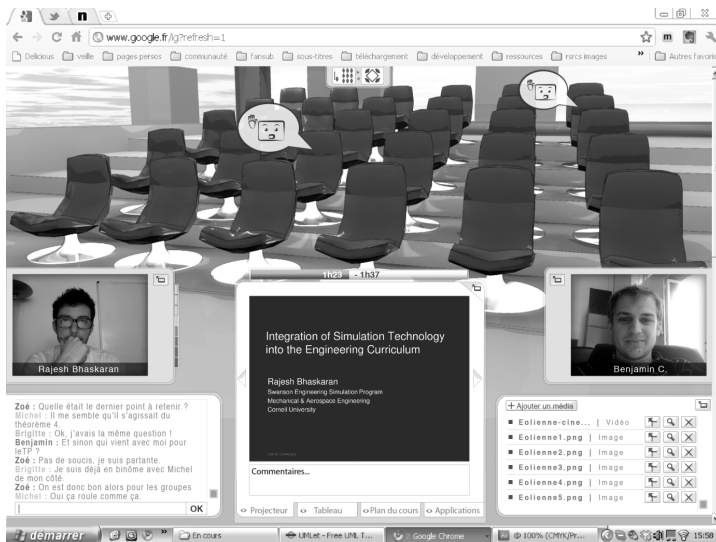 www.google.fr/ig?refresh=1
Delicious
veille
pages persos
communauté
fansub
sous-titres
téléchargement
développement
ressources
rsrcs images
»
Autres favoris
1h23 - 1h37
Rajesh Bhaskaran
Benjamin C.
Integration of Simulation Technology
into the Engineering Curriculum
Rajesh Bhaskaran
Swanson Engineering Simulation Program
Mechanical & Aerospace Engineering
Cornell University
Commentaires...
Projecteur
Tableau
Plan du cours
Applications
Zoé : Quelle était le dernier point à retenir ?
Michel : Il me semble qu'il s'agissait du
théorème 4.
Brigitte : Ok, j'avais la même question !
Benjamin : Et sinon qui vient avec moi pour
leTP ?
Zoé : Pas de soucis, je suis partante.
Brigitte : Je suis déjà en binôme avec Michel
de mon côté.
Zoé : On est donc bon alors pour les groupes
Michel : Oui ça roule comme ça.
OK
+ Ajouter un média
Eolienne-cine... | Vidéo
Eolienne1.png | Image
Eolienne2.png | Image
Eolienne3.png | Image
Eolienne4.png | Image
Eolienne5.png | Image
démarrer
»
En cours
UMLet - Free UML T...
Google Chrome
@ 100% (CMYK/Pr...
15:58